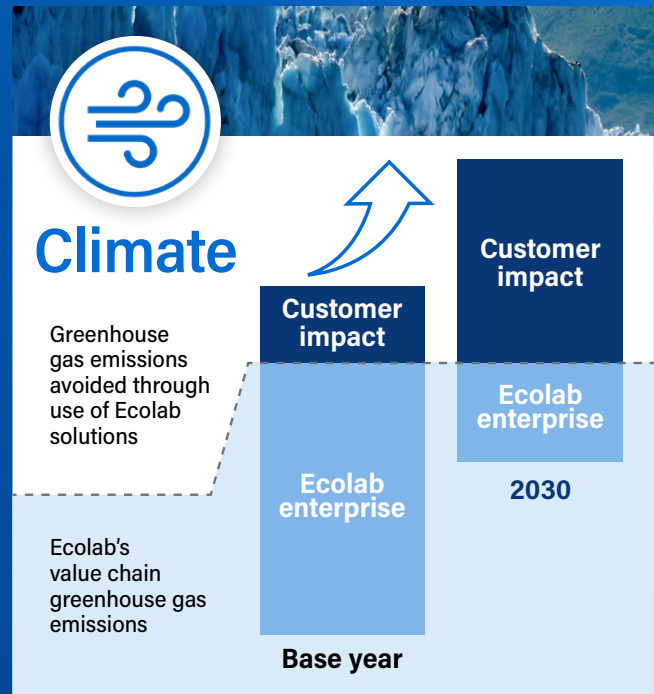 Climate
Greenhouse
gas emissions
avoided through
use of Ecolab
solutions
Ecolab's
value chain
greenhouse gas
emissions
Customer
impact
Ecolab
enterprise
Base year
Customer
impact
Ecolab
enterprise
2030